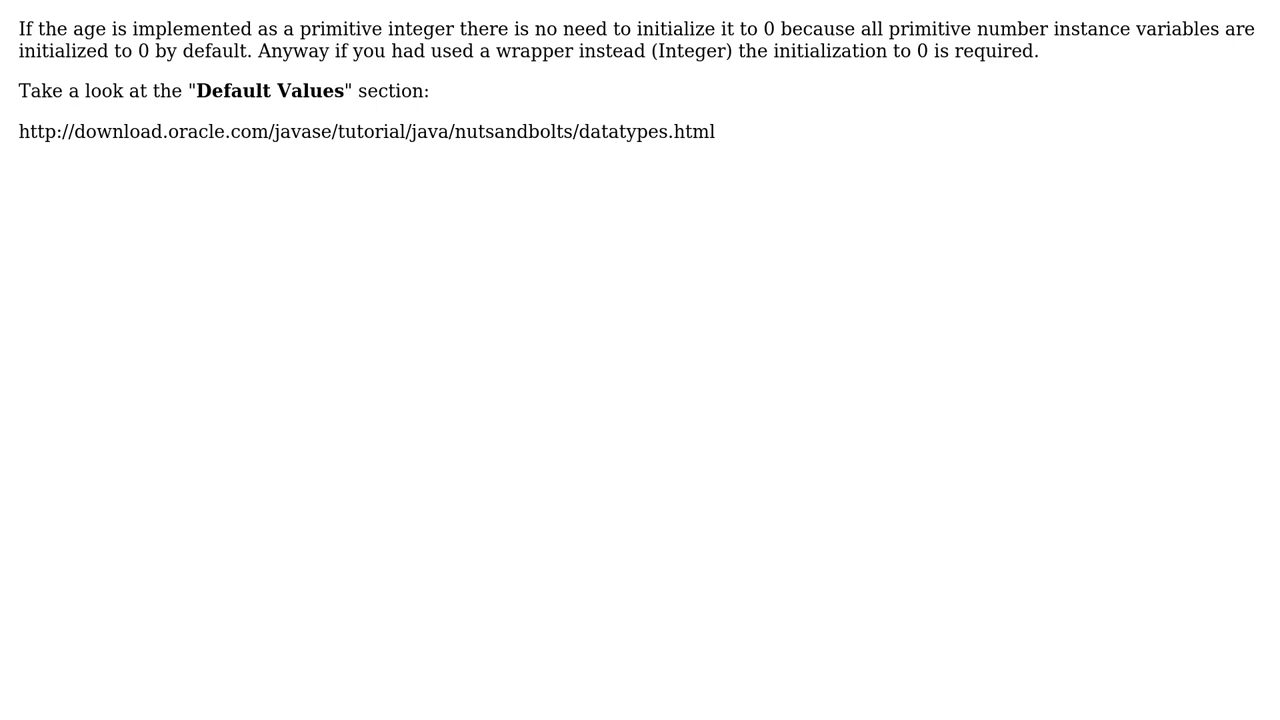 If the age is implemented as a primitive integer there is no need to initialize it to 0 because all primitive number instance variables are
initialized to 0 by default. Anyway if you had used a wrapper instead (Integer) the initialization to 0 is required.
Take a look at the "Default Values" section:
http://download.oracle.com/javase/tutorial/java/nutsandbolts/datatypes.html